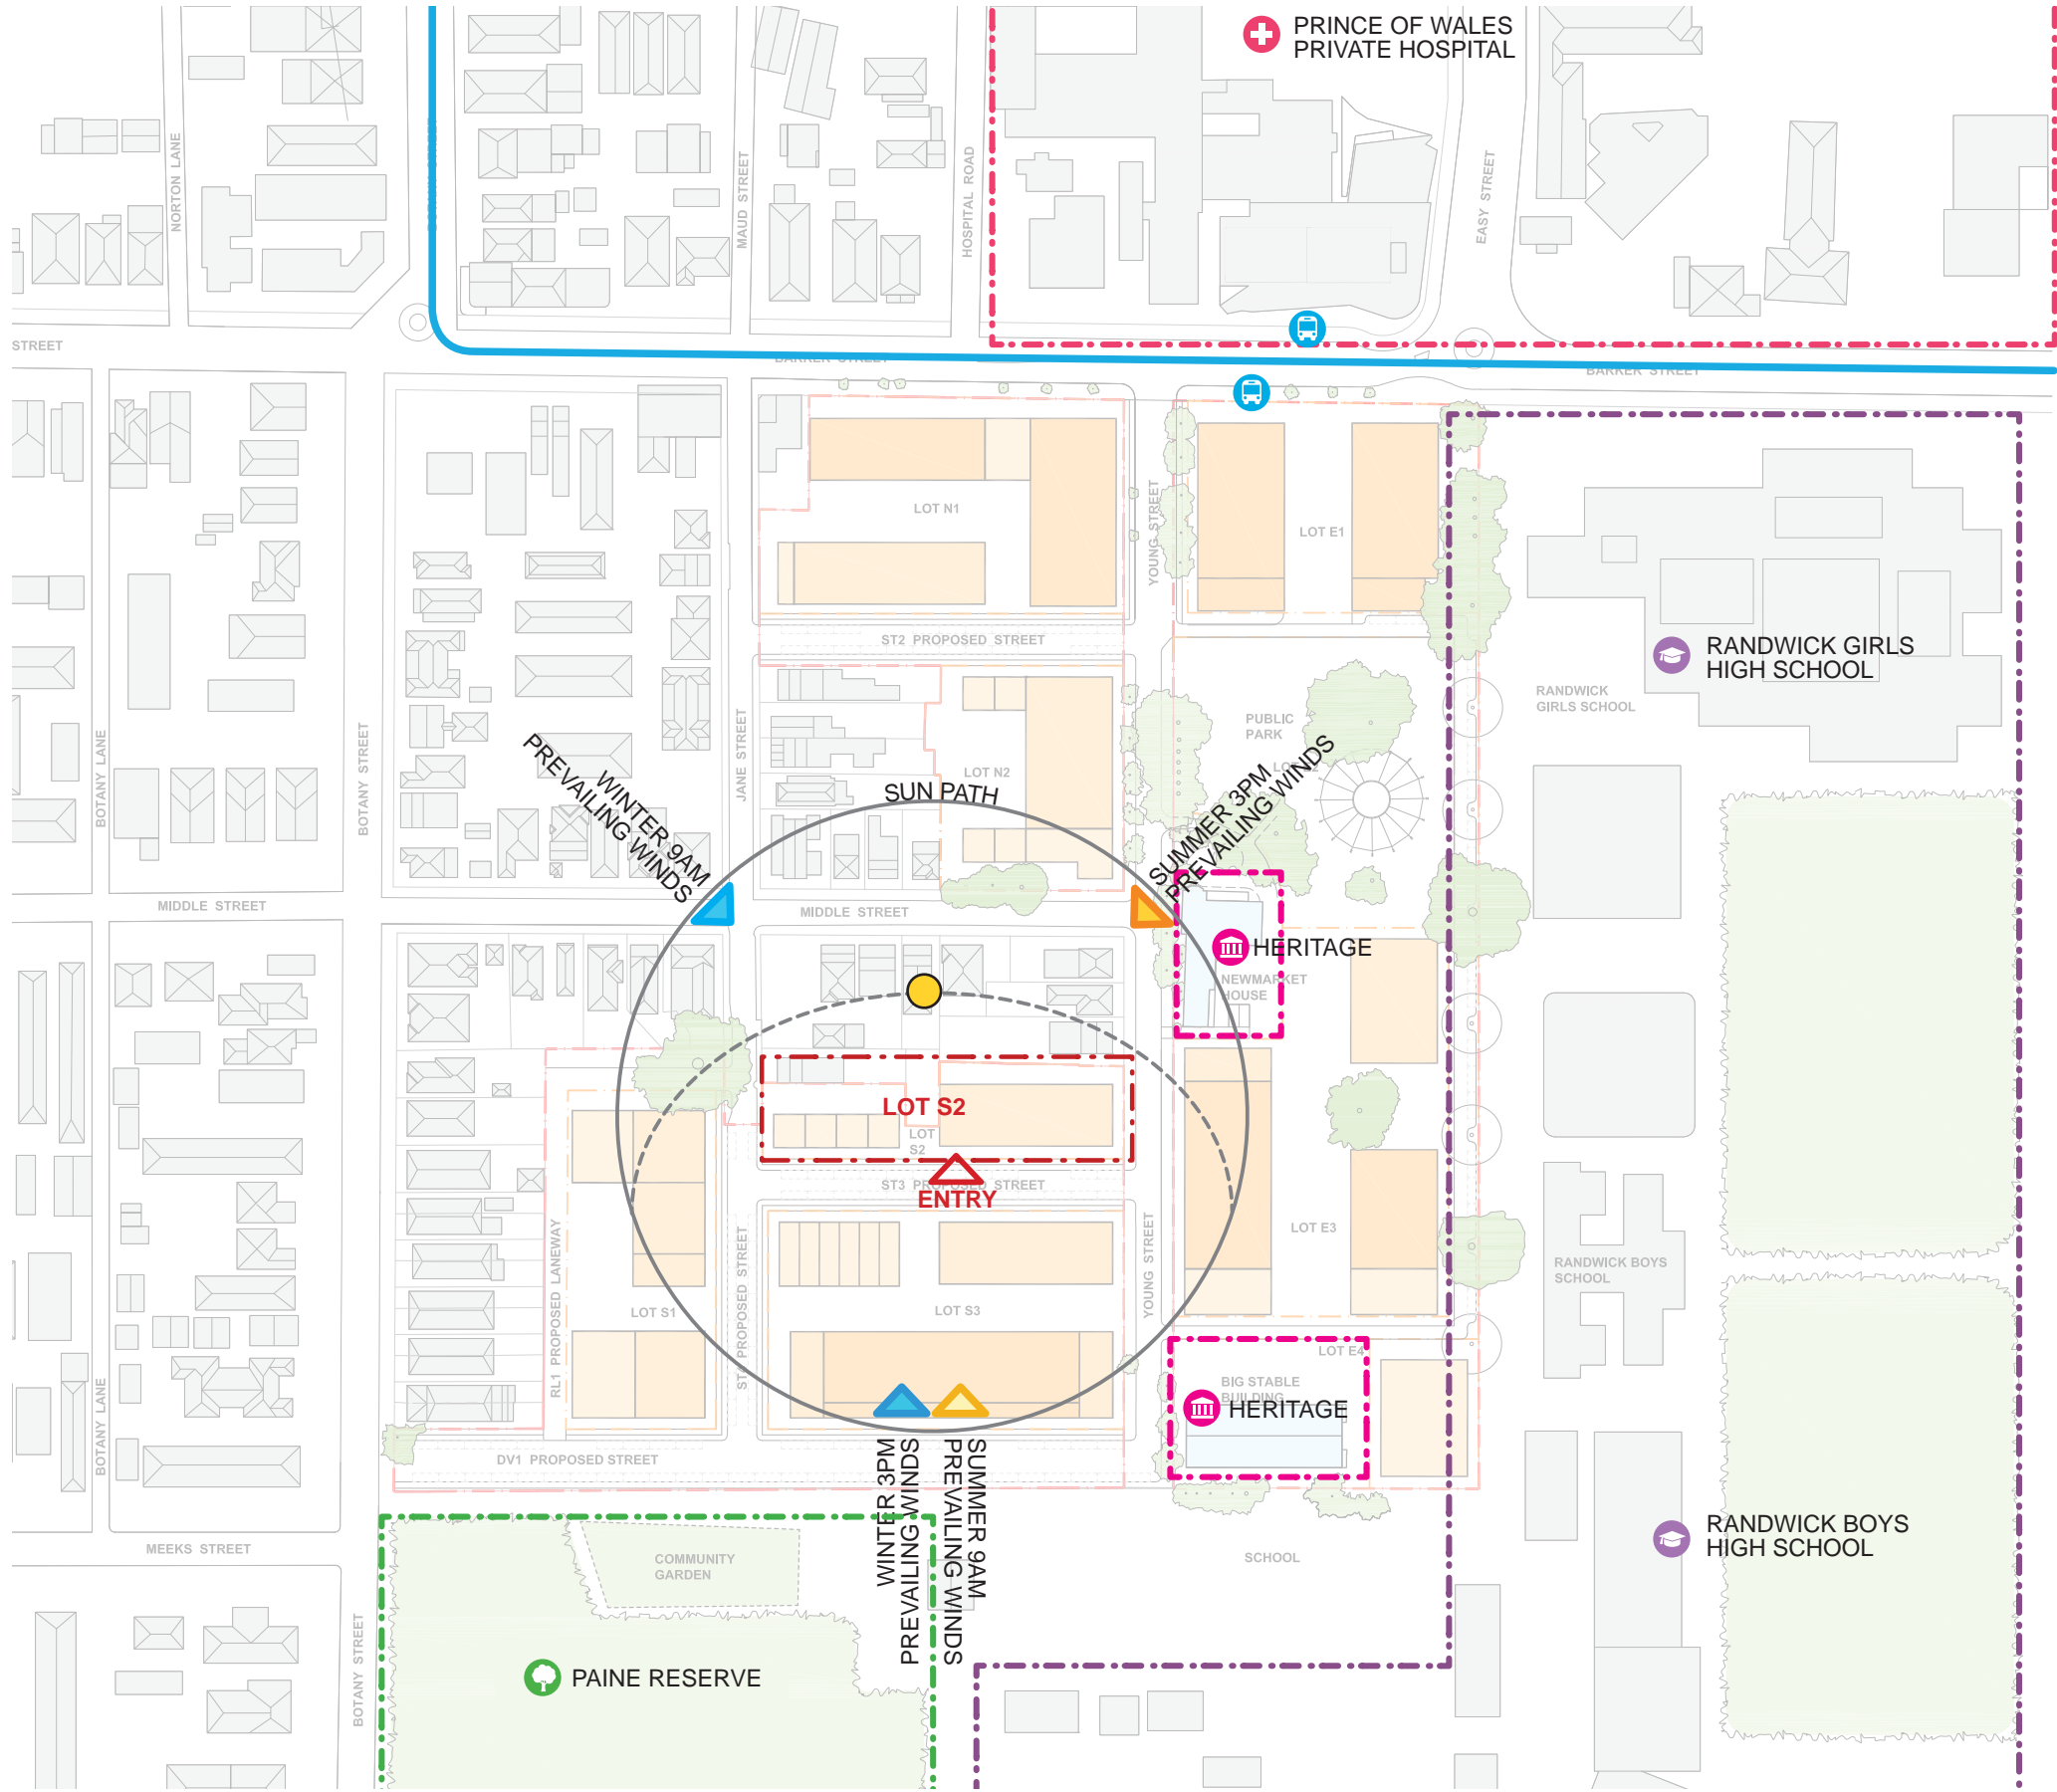 PRINCE OF WALES
PRIVATE HOSPITAL
NORTON LANE
MAUD STREET
HOSPITAL ROAD
EASY STREET
STREET
BARKER STREET
BARKER STREET
LOT N1
YOUNG STREET
LOT E1
ST2 PROPOSED STREET
RANDWICK GIRLS
HIGH SCHOOL
RANDWICK
GIRLS SCHOOL
PUBLIC
PARK
BOTANY LANE
BOTANY STREET
JANE STREET
LOT N2
WINTER 9AM
PREVAILING WINDS
SUN PATH
SUMMER 3PM
PREVAILING WINDS
MIDDLE STREET
MIDDLE STREET
HERITAGE
NEWMARKET
HOUSE
LOT S2
LOT
S2
ST3 PROPOSED STREET
ENTRY
RL1 PROPOSED LANEWAY
PROPOSED STREET
YOUNG STREET
LOT E3
RANDWICK BOYS
SCHOOL
LOT S1
LOT S3
LOT E4
BIG STABLE
BUILDING
HERITAGE
BOTANY LANE
DV1 PROPOSED STREET
WINTER 3PM
PREVAILING WINDS
SUMMER 9AM
PREVAILING WINDS
MEEKS STREET
COMMUNITY
GARDEN
SCHOOL
RANDWICK BOYS
HIGH SCHOOL
BOTANY STREET
PAINE RESERVE